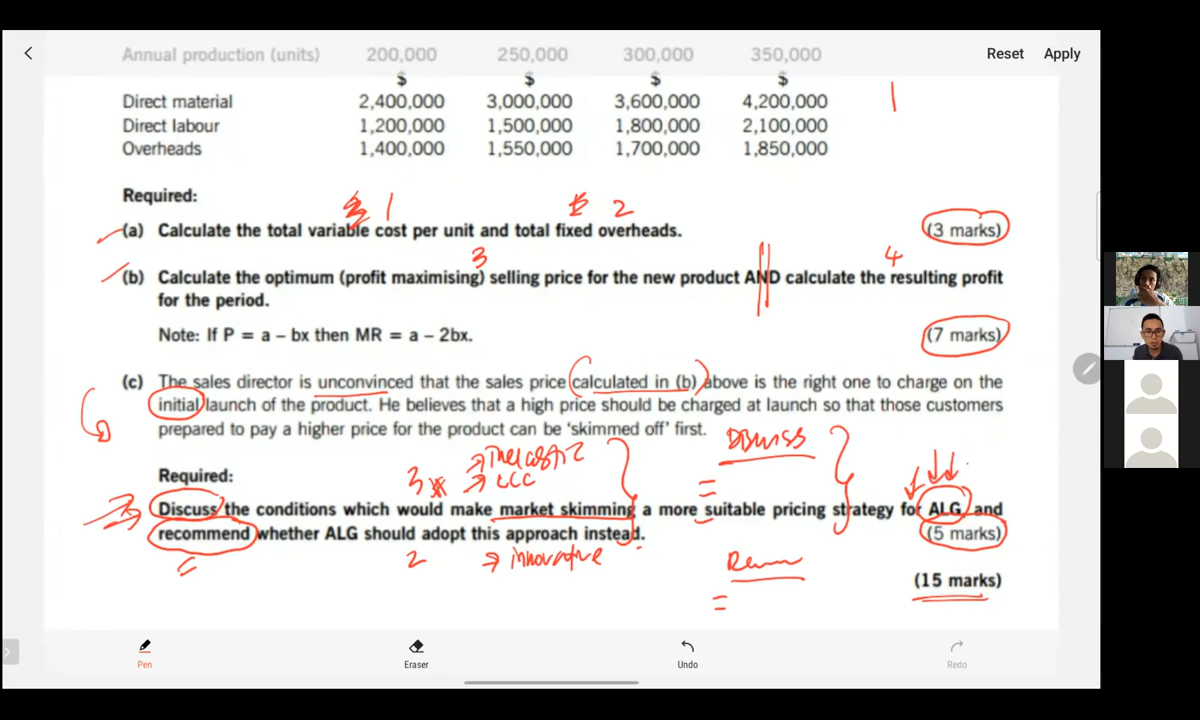 Reset Apply
Annual production (units) 200,000 250,000 300,000 350,000
$ $ $ $
Direct material 2,400,000 3,000,000 3,600,000 4,200,000
Direct labour 1,200,000 1,500,000 1,800,000 2,100,000
Overheads 1,400,000 1,550,000 1,700,000 1,850,000
Required:
1 2
(a) Calculate the total variable cost per unit and total fixed overheads. (3 marks)
3 4
(b) Calculate the optimum (profit maximising) selling price for the new product AND calculate the resulting profit
for the period.
Note: If P = a – bx then MR = a – 2bx. (7 marks)
(c) The sales director is unconvinced that the sales price calculated in (b) above is the right one to charge on the
initial launch of the product. He believes that a high price should be charged at launch so that those customers
prepared to pay a higher price for the product can be 'skimmed off' first.
Discuss
→ Inelastic
Required:
3 → LCC
Discuss the conditions which would make market skimming a more suitable pricing strategy for ALG and
recommend whether ALG should adopt this approach instead. (5 marks)
2 → innovative
(15 marks)
Pen Eraser Undo Redo